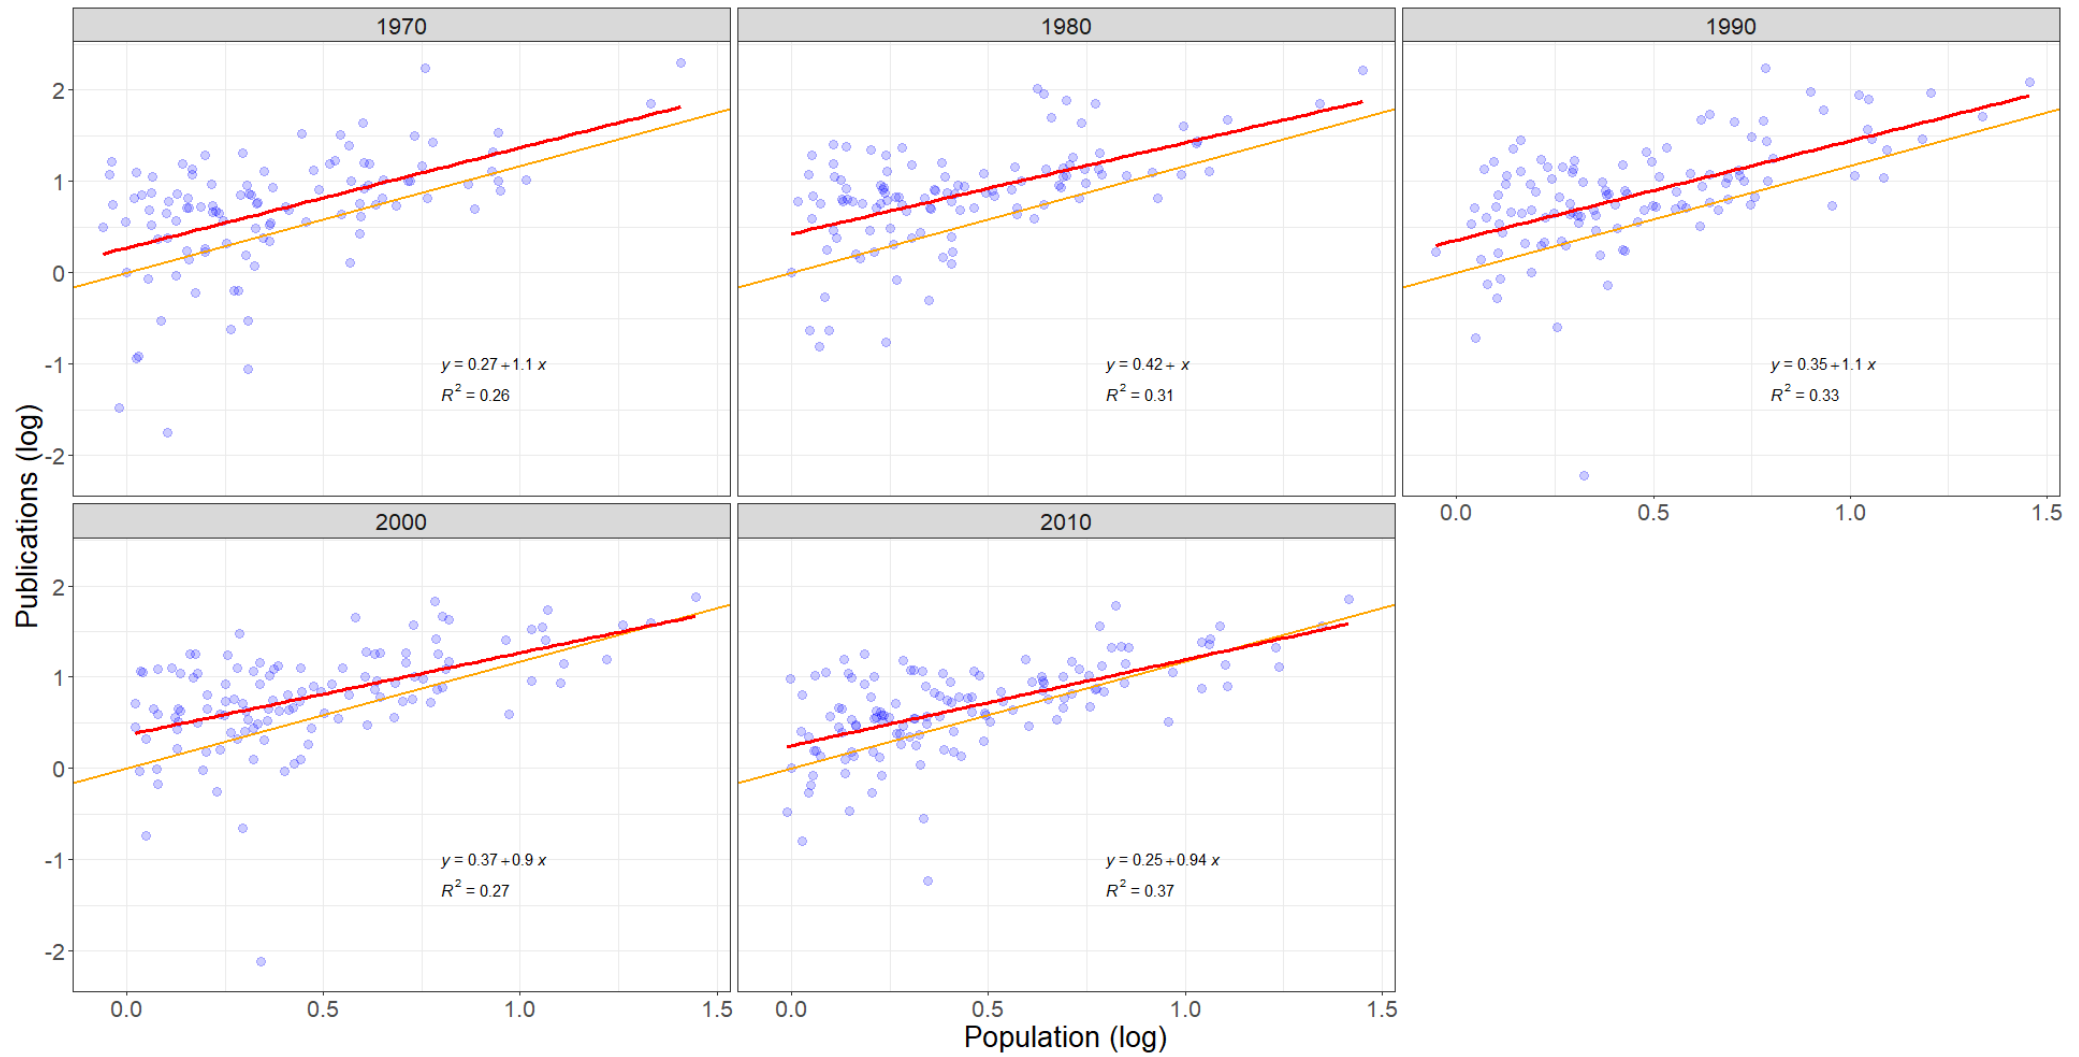 1970
1980
1990
2
1
0
-1
-2
y = 0.27 + 1.1 x
R² = 0.26
y = 0.42 + x
R² = 0.31
y = 0.35 + 1.1 x
R² = 0.33
0.0 0.5 1.0 1.5
2000
2010
2
1
0
-1
-2
y = 0.37 + 0.9 x
R² = 0.27
y = 0.25 + 0.94 x
R² = 0.37
0.0 0.5 1.0 1.5
0.0 0.5 1.0 1.5
Publications (log)
Population (log)